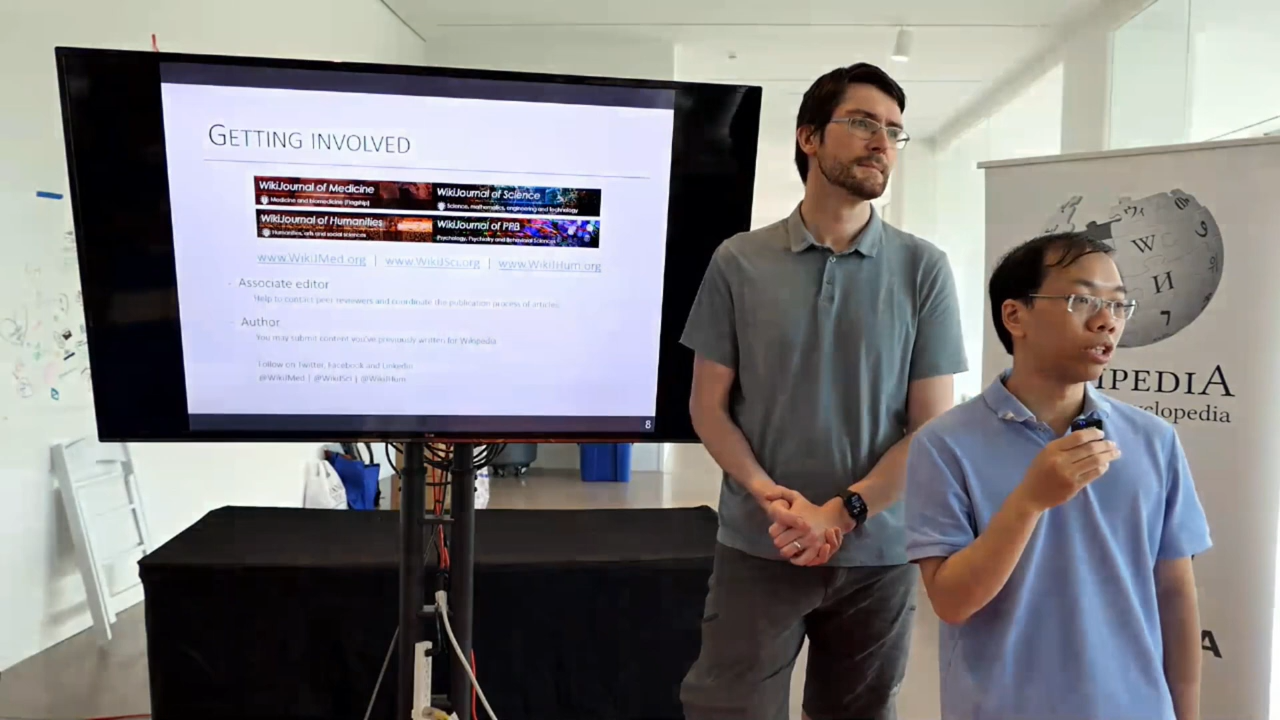 GETTING INVOLVED
WikiJournal of Medicine
Medicine and biomedicine (Flagship)
WikiJournal of Science
Science, mathematics, engineering and technology
WikiJournal of Humanities
Humanities, arts and social sciences
WikiJournal of PPB
Psychology, Psychiatry and Behavioral Sciences
www.WikiJMed.org | www.WikiJSci.org | www.WikiJHum.org
Associate editor
Help to contact peer reviewers and coordinate the publication process of articles
Author
You may submit content you've previously written for Wikipedia
Follow on Twitter, Facebook and Linkedin
@WikiJMed | @WikiJSci | @WikiJHum
8
W
И
7
IPEDIA
cyclopedia
A